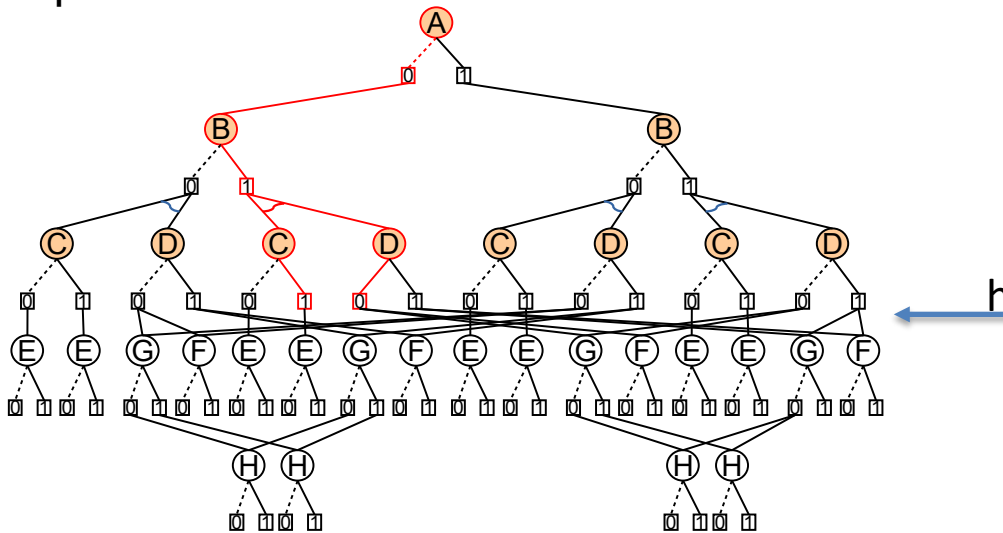 A
0 1
B B
0 1 0 1
C D C D C D C D
0 1 0 1 0 1 0 1 0 1 0 1 0 1 0 1
h
E E G F E E G F E E G F E E G F
0 1 0 1 0 1 0 1 0 1 0 1 0 1 0 1 0 1 0 1 0 1 0 1 0 1 0 1 0 1 0 1
H H H H
0 1 0 1 0 1 0 1